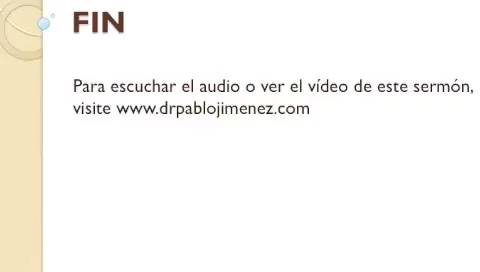 FIN
Para escuchar el audio o ver el vídeo de este sermón,
visite www.drpablojimenez.com